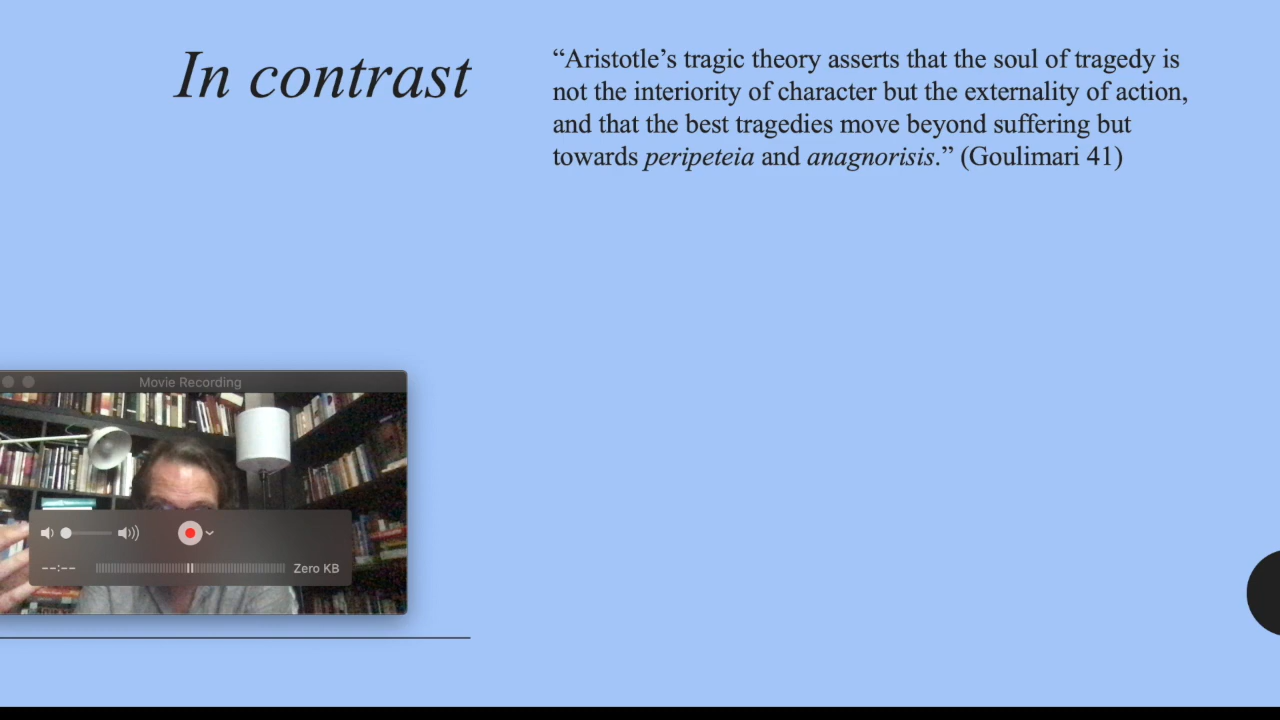 In contrast
“Aristotle’s tragic theory asserts that the soul of tragedy is
not the interiority of character but the externality of action,
and that the best tragedies move beyond suffering but
towards peripeteia and anagnorisis.” (Goulimari 41)
Movie Recording
--:--
Zero KB